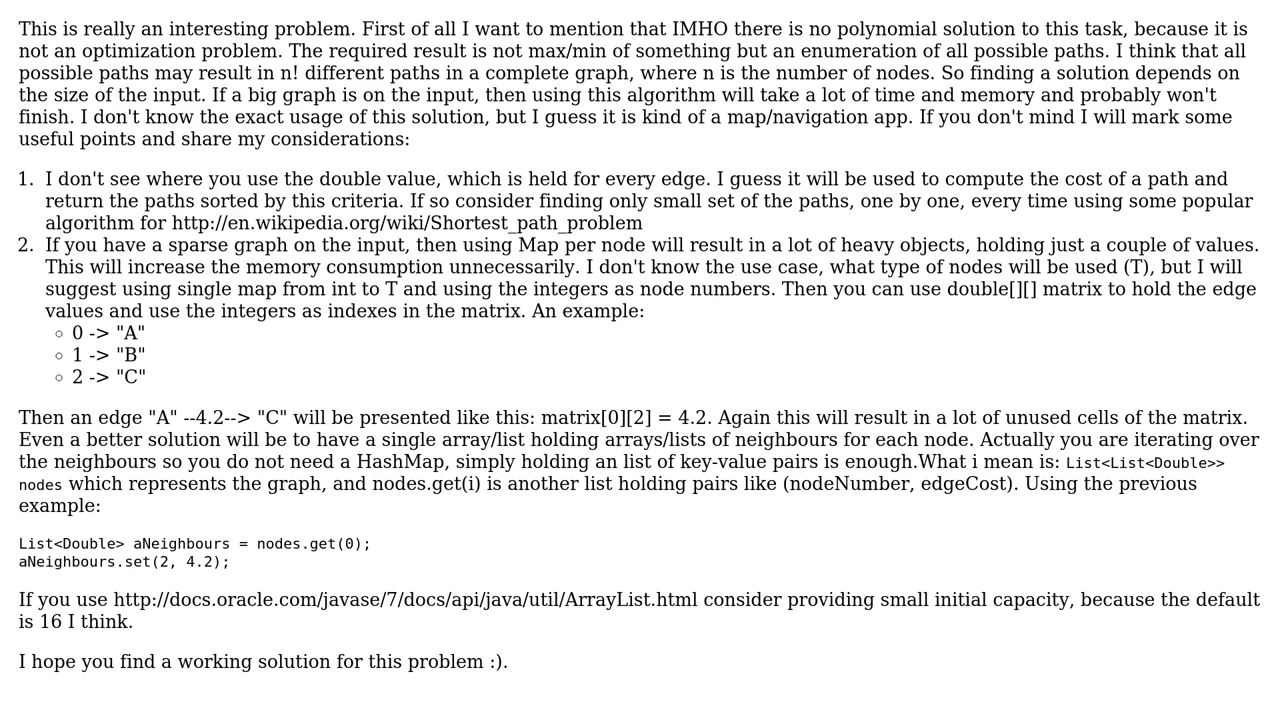 This is really an interesting problem. First of all I want to mention that IMHO there is no polynomial solution to this task, because it is
not an optimization problem. The required result is not max/min of something but an enumeration of all possible paths. I think that all
possible paths may result in n! different paths in a complete graph, where n is the number of nodes. So finding a solution depends on
the size of the input. If a big graph is on the input, then using this algorithm will take a lot of time and memory and probably won't
finish. I don't know the exact usage of this solution, but I guess it is kind of a map/navigation app. If you don't mind I will mark some
useful points and share my considerations:
1. I don't see where you use the double value, which is held for every edge. I guess it will be used to compute the cost of a path and
return the paths sorted by this criteria. If so consider finding only small set of the paths, one by one, every time using some popular
algorithm for http://en.wikipedia.org/wiki/Shortest_path_problem
2. If you have a sparse graph on the input, then using Map per node will result in a lot of heavy objects, holding just a couple of values.
This will increase the memory consumption unnecessarily. I don't know the use case, what type of nodes will be used (T), but I will
suggest using single map from int to T and using the integers as node numbers. Then you can use double[][] matrix to hold the edge
values and use the integers as indexes in the matrix. An example:
◦ 0 -> "A"
◦ 1 -> "B"
◦ 2 -> "C"
Then an edge "A" --4.2--> "C" will be presented like this: matrix[0][2] = 4.2. Again this will result in a lot of unused cells of the matrix.
Even a better solution will be to have a single array/list holding arrays/lists of neighbours for each node. Actually you are iterating over
the neighbours so you do not need a HashMap, simply holding an list of key-value pairs is enough.What i mean is: List<List<Double>>
nodes which represents the graph, and nodes.get(i) is another list holding pairs like (nodeNumber, edgeCost). Using the previous
example:
List<Double> aNeighbours = nodes.get(0);
aNeighbours.set(2, 4.2);
If you use http://docs.oracle.com/javase/7/docs/api/java/util/ArrayList.html consider providing small initial capacity, because the default
is 16 I think.
I hope you find a working solution for this problem :).